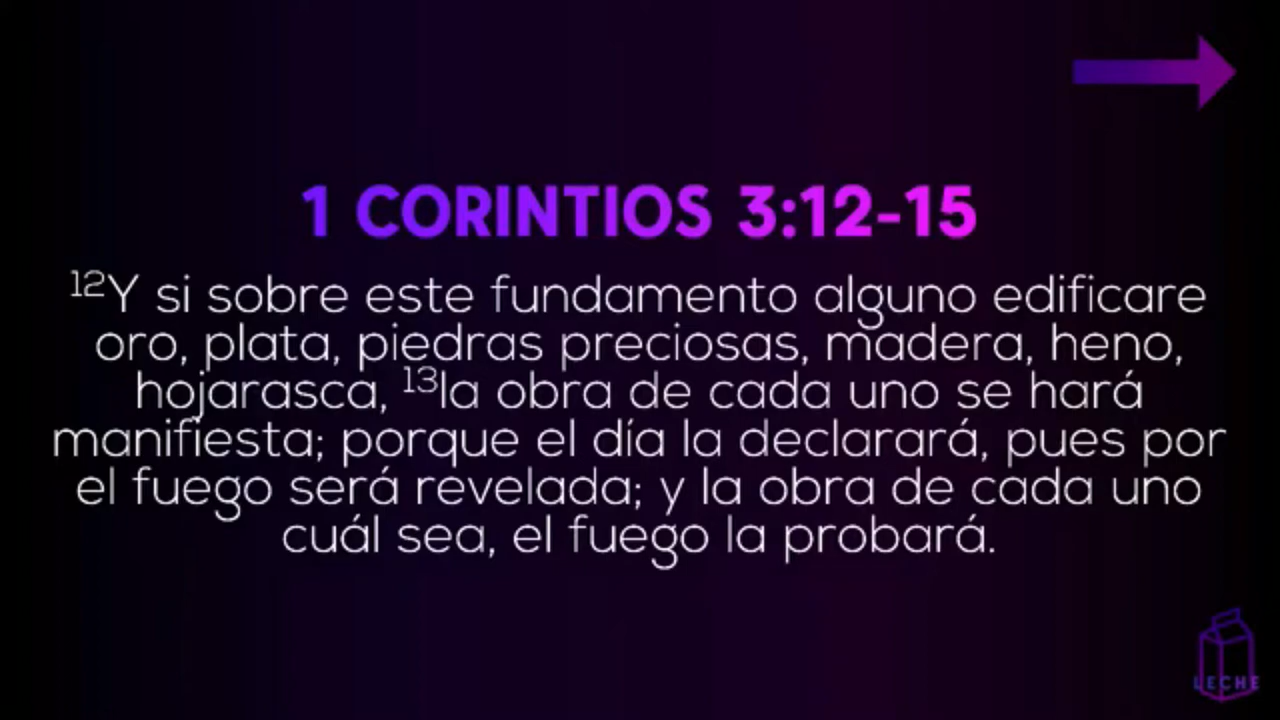 1 CORINTIOS 3:12-15
¹²Y si sobre este fundamento alguno edificare
oro, plata, piedras preciosas, madera, heno,
hojarasca, ¹³la obra de cada uno se hará
manifiesta; porque el día la declarará, pues por
el fuego será revelada; y la obra de cada uno
cuál sea, el fuego la probará.
LECHE